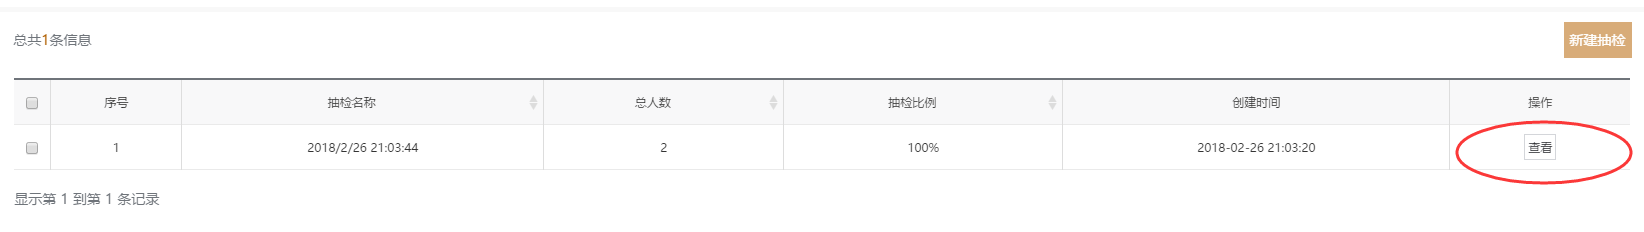 总共1条信息 新建抽检
序号 抽检名称 总人数 抽检比例 创建时间 操作
1 2018/2/26 21:03:44 2 100% 2018-02-26 21:03:20 查看
显示第 1 到第 1 条记录